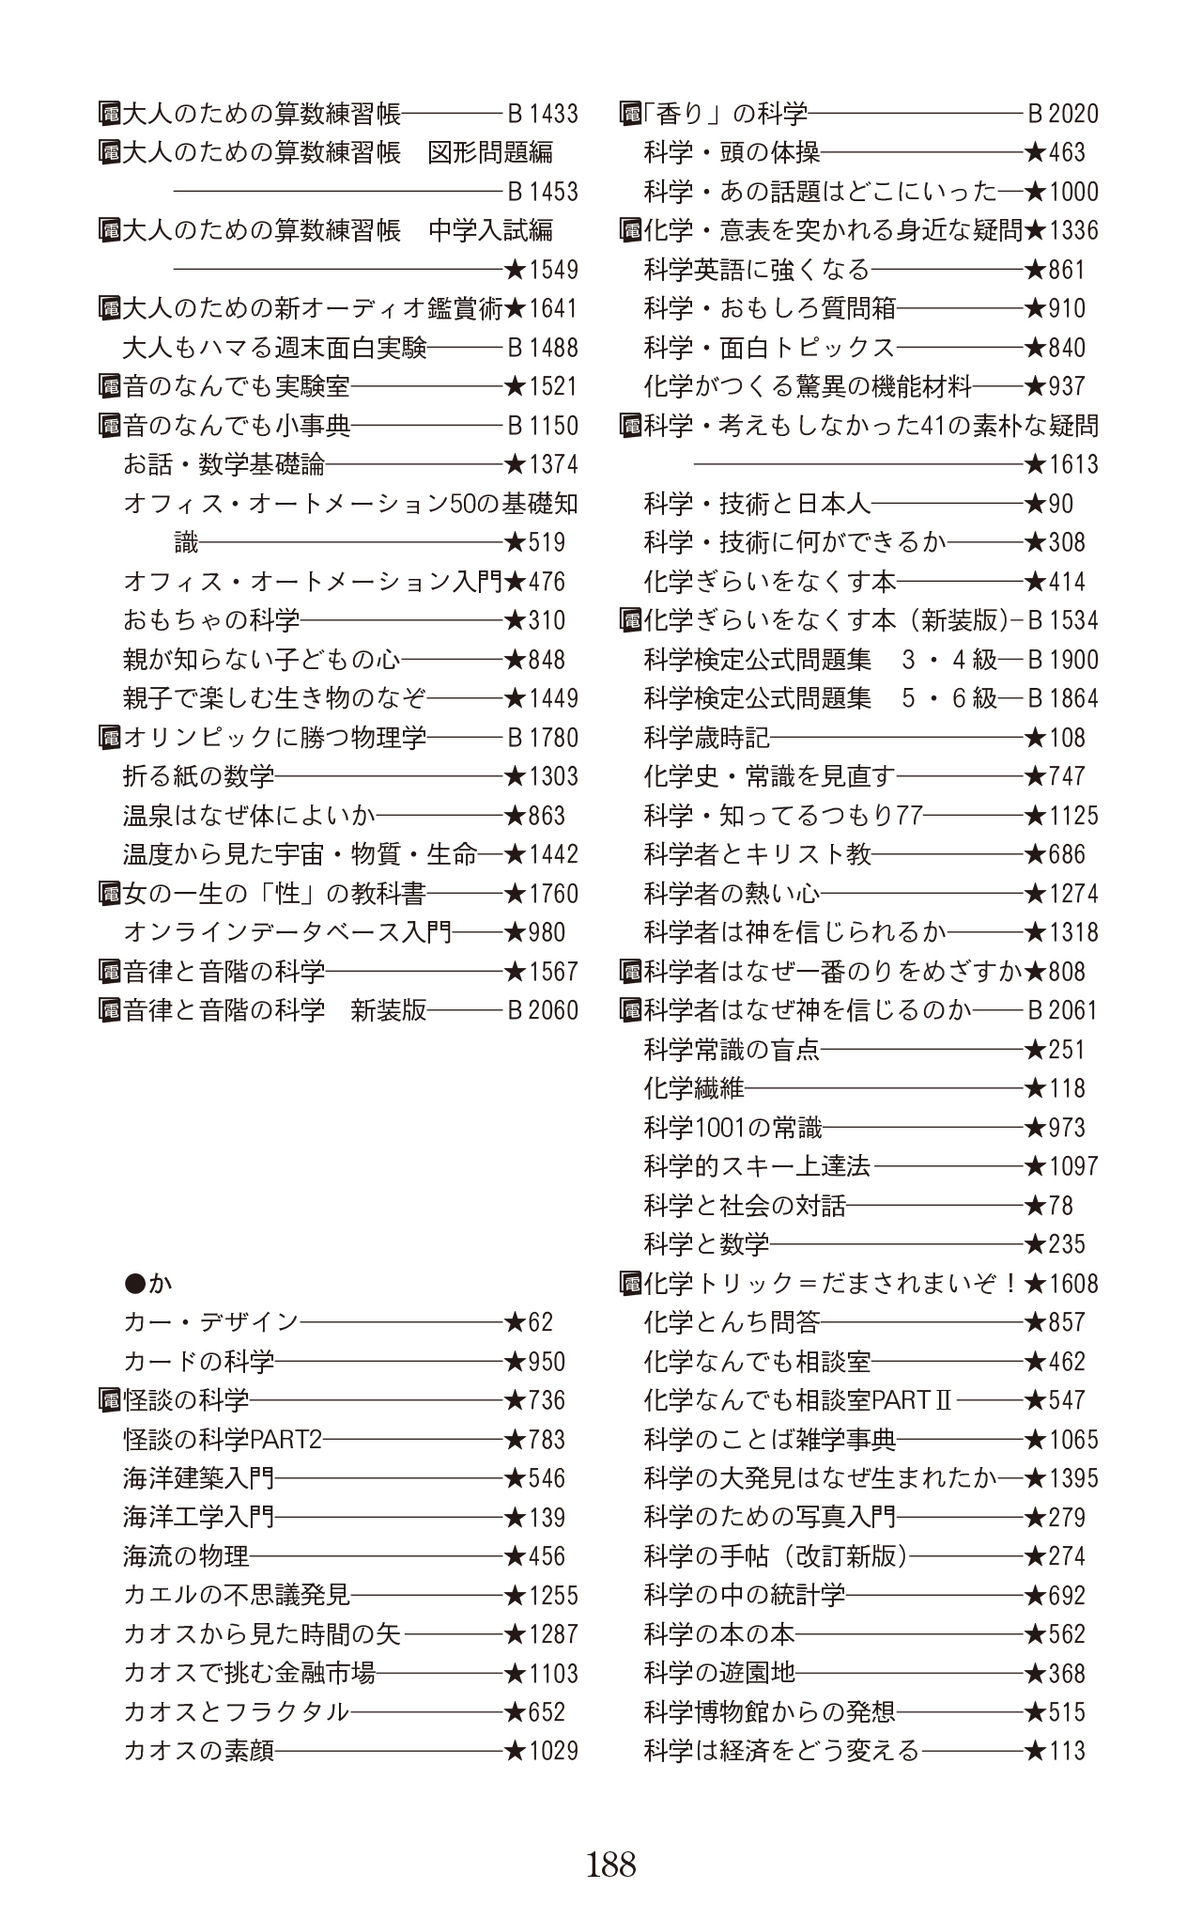 電大人のための算数練習帳――――B1433
電大人のための算数練習帳　図形問題編
―――――――――――――B1453
電大人のための算数練習帳　中学入試編
―――――――――――――★1549
電大人のための新オーディオ鑑賞術★1641
大人もハマる週末面白実験―――B1488
電音のなんでも実験室――――――★1521
電音のなんでも小事典――――――B1150
お話・数学基礎論―――――――★1374
オフィス・オートメーション50の基礎知
識――――――――――――★519
オフィス・オートメーション入門★476
おもちゃの科学――――――――★310
親が知らない子どもの心――――★848
親子で楽しむ生き物のなぞ―――★1449
電オリンピックに勝つ物理学―――B1780
折る紙の数学―――――――――★1303
温泉はなぜ体によいか―――――★863
温度から見た宇宙・物質・生命―★1442
電女の一生の「性」の教科書―――★1760
オンラインデータベース入門――★980
電音律と音階の科学―――――――★1567
電音律と音階の科学　新装版―――B2060
●か
カー・デザイン――――――――★62
カードの科学―――――――――★950
電怪談の科学――――――――――★736
怪談の科学PART2―――――――★783
海洋建築入門―――――――――★546
海洋工学入門―――――――――★139
海流の物理――――――――――★456
カエルの不思議発見――――――★1255
カオスから見た時間の矢――――★1287
カオスで挑む金融市場―――――★1103
カオスとフラクタル――――――★652
カオスの素顔―――――――――★1029
電「香り」の科学――――――――B2020
科学・頭の体操――――――――★463
科学・あの話題はどこにいった―★1000
電化学・意表を突かれる身近な疑問★1336
科学英語に強くなる――――――★861
科学・おもしろ質問箱―――――★910
科学・面白トピックス―――――★840
化学がつくる驚異の機能材料――★937
電科学・考えもしなかった41の素朴な疑問
―――――――――――――★1613
科学・技術と日本人――――――★90
科学・技術に何ができるか―――★308
化学ぎらいをなくす本―――――★414
電化学ぎらいをなくす本（新装版）―B1534
科学検定公式問題集　３・４級―B1900
科学検定公式問題集　５・６級―B1864
科学歳時記――――――――――★108
化学史・常識を見直す―――――★747
科学・知ってるつもり77――――★1125
科学者とキリスト教――――――★686
科学者の熱い心――――――――★1274
科学者は神を信じられるか―――★1318
電科学者はなぜ一番のりをめざすか★808
電科学者はなぜ神を信じるのか――B2061
科学常識の盲点――――――――★251
化学繊維―――――――――――★118
科学1001の常識――――――――★973
科学的スキー上達法――――――★1097
科学と社会の対話―――――――★78
科学と数学――――――――――★235
電化学トリック＝だまされまいぞ！★1608
化学とんち問答――――――――★857
化学なんでも相談室――――――★462
化学なんでも相談室PARTⅡ―――★547
科学のことば雑学事典―――――★1065
科学の大発見はなぜ生まれたか―★1395
科学のための写真入門―――――★279
科学の手帖（改訂新版）――――★274
科学の中の統計学―――――――★692
科学の本の本―――――――――★562
科学の遊園地―――――――――★368
科学博物館からの発想―――――★515
科学は経済をどう変える――――★113
188